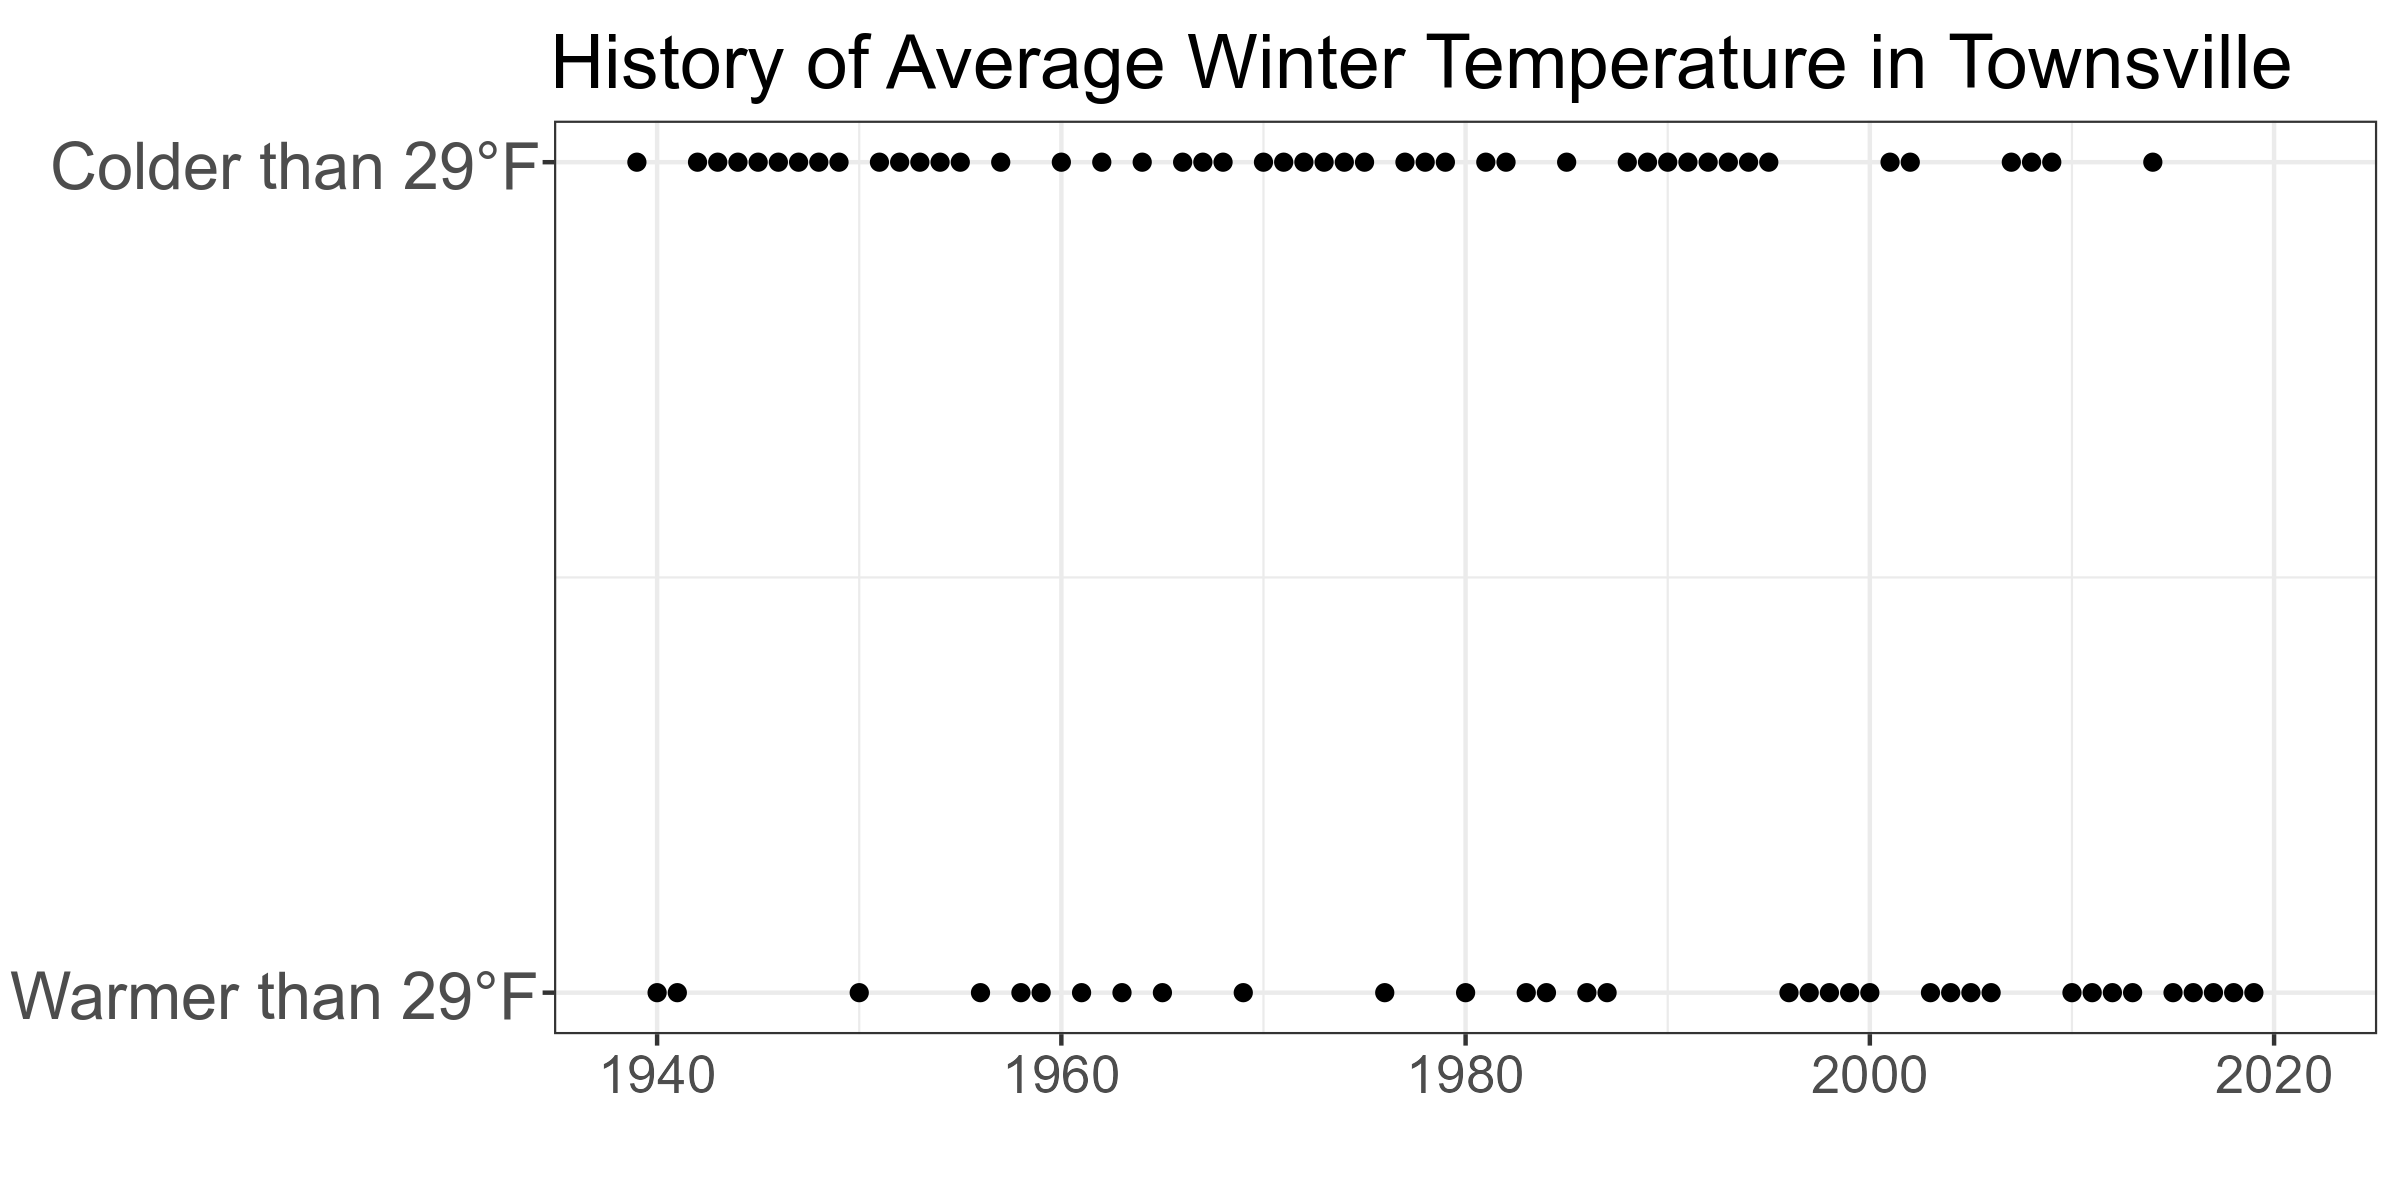 History of Average Winter Temperature in Townsville
Colder than 29°F
Warmer than 29°F
1940 1960 1980 2000 2020